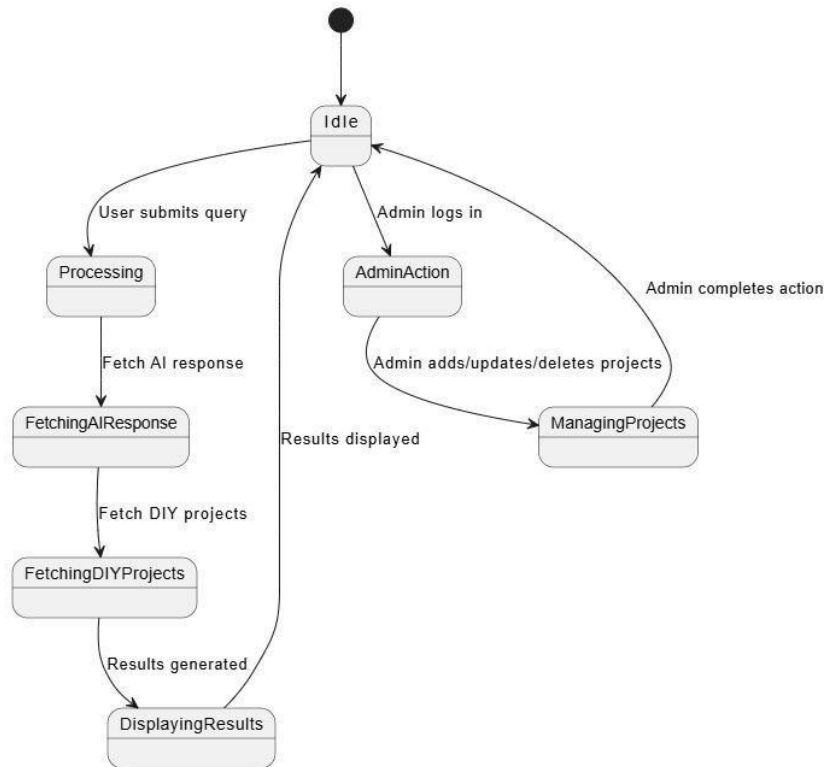 Idle
User submits query
Admin logs in
Processing
AdminAction
Admin completes action
Fetch AI response
Admin adds/updates/deletes projects
FetchingAIResponse
ManagingProjects
Results displayed
Fetch DIY projects
FetchingDIYProjects
Results generated
DisplayingResults